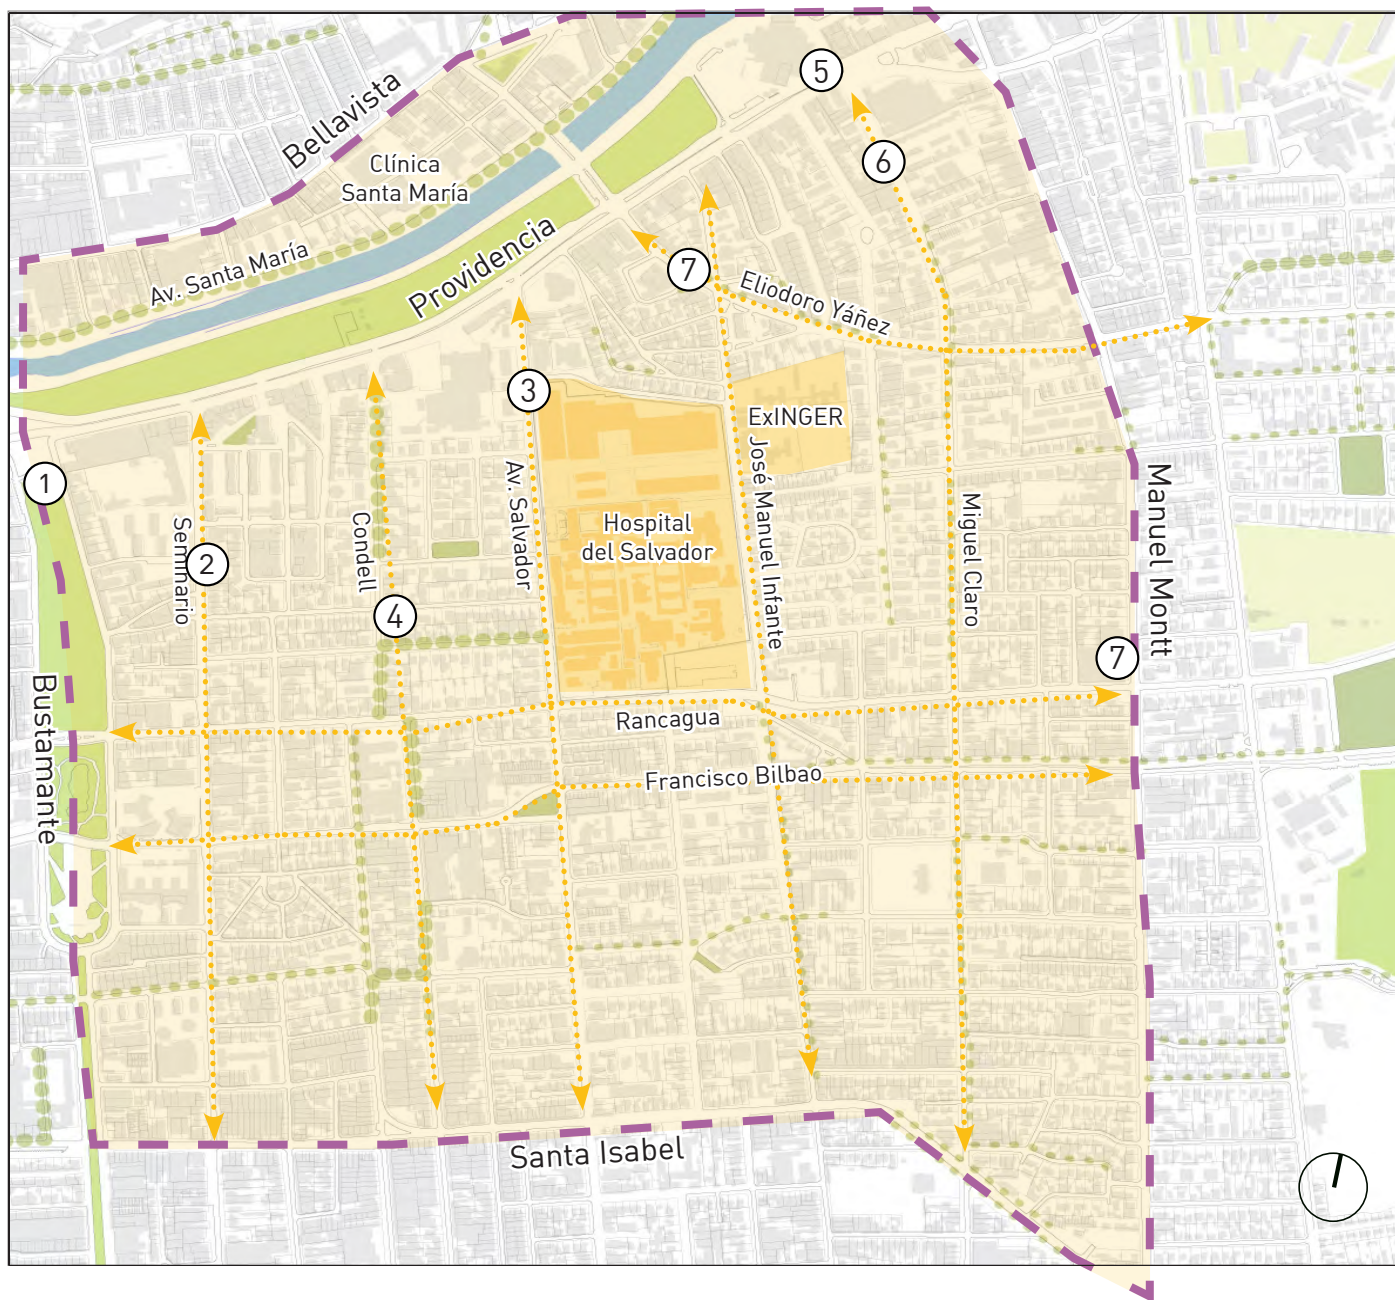 5
Bellavista
6
Clínica
Santa María
Providencia
7
Av. Santa María
Eliodoro Yáñez
3
ExINGER
1
Av. Salvador
José Manuel Infante
Manuel Montt
Seminario
2
Condell
Hospital
del Salvador
Miguel Claro
4
7
Bustamante
Rancagua
Francisco Bilbao
Santa Isabel